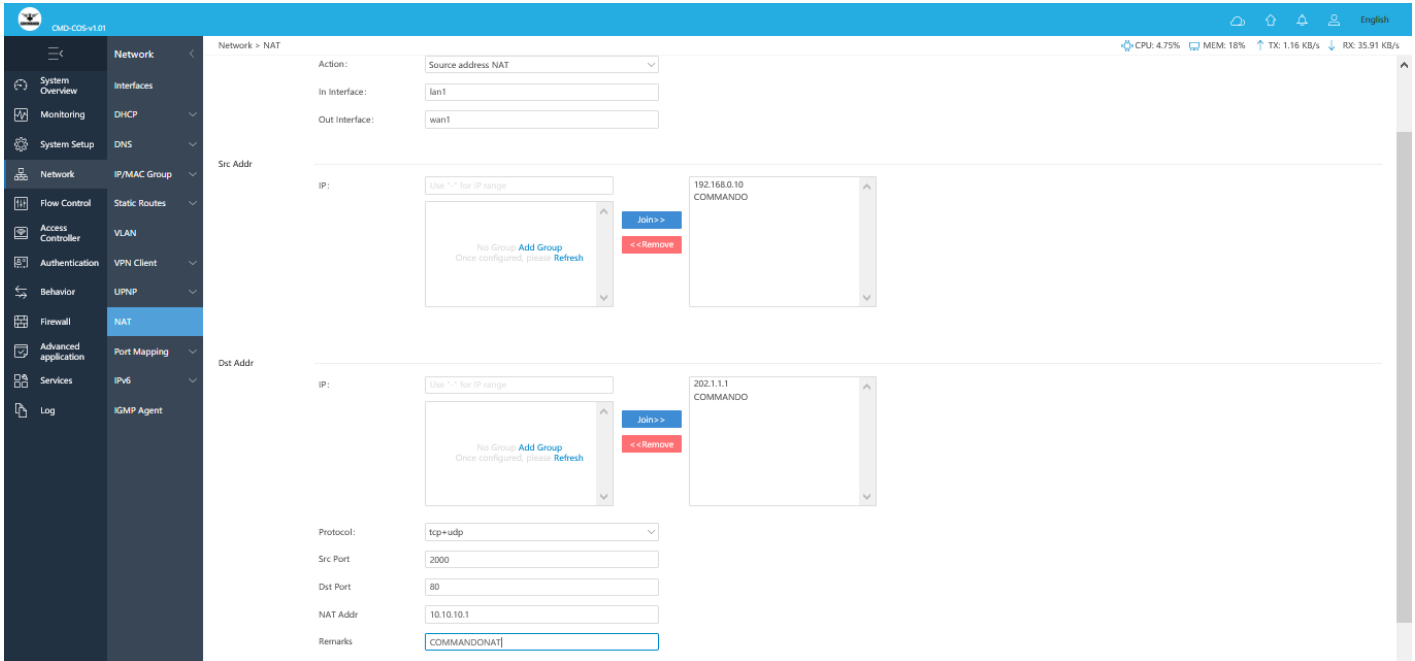 CMD-COS-v1.01
English
Network
Network > NAT
CPU: 4.75% MEM: 18% TX: 1.16 KB/s RX: 35.91 KB/s
System Overview
Monitoring
System Setup
Network
Flow Control
Access Controller
Authentication
Behavior
Firewall
Advanced application
Services
Log
Interfaces
DHCP
DNS
IP/MAC Group
Static Routes
VLAN
VPN Client
UPNP
NAT
Port Mapping
IPv6
IGMP Agent
Action: Source address NAT
In Interface: lan1
Out Interface: wan1
Src Addr
IP: Use "-" for IP range
No Group Add Group
Once configured, please Refresh
Join>>
<<Remove
192.168.0.10
COMMANDO
Dst Addr
IP: Use "-" for IP range
No Group Add Group
Once configured, please Refresh
Join>>
<<Remove
202.1.1.1
COMMANDO
Protocol: tcp+udp
Src Port 2000
Dst Port 80
NAT Addr 10.10.10.1
Remarks COMMANDONAT